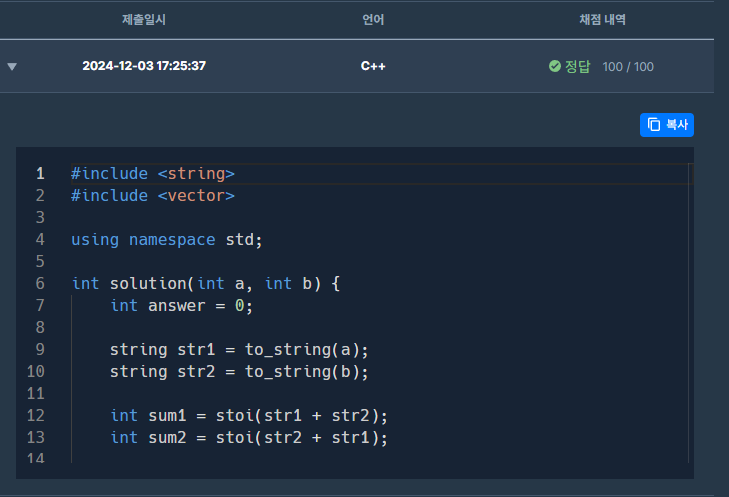 제출일시 언어 채점 내역
2024-12-03 17:25:37 C++ 정답 100 / 100
복사
1 #include <string>
2 #include <vector>
3
4 using namespace std;
5
6 int solution(int a, int b) {
7     int answer = 0;
8
9     string str1 = to_string(a);
10     string str2 = to_string(b);
11
12     int sum1 = stoi(str1 + str2);
13     int sum2 = stoi(str2 + str1);
14